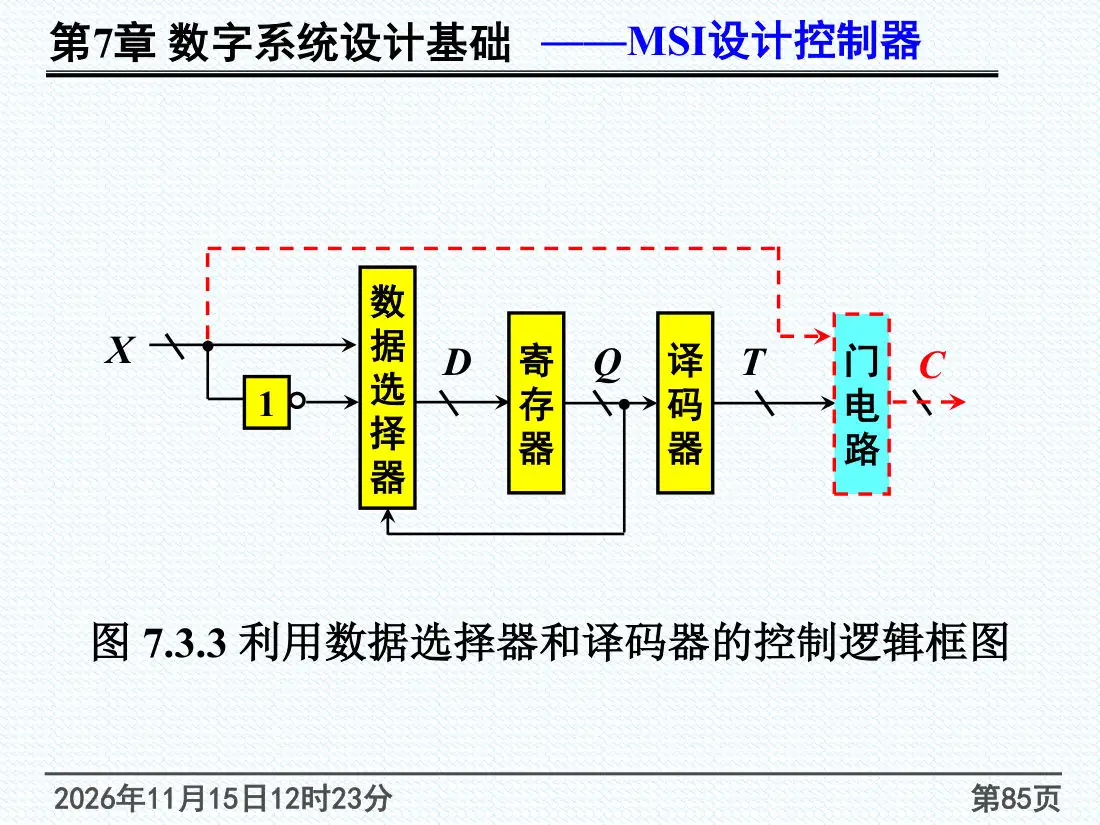 第7章 数字系统设计基础 ——MSI设计控制器
X
1
数据选择器
D
寄存器
Q
译码器
T
门电路
C
图 7.3.3 利用数据选择器和译码器的控制逻辑框图
2026年11月15日12时23分
第85页